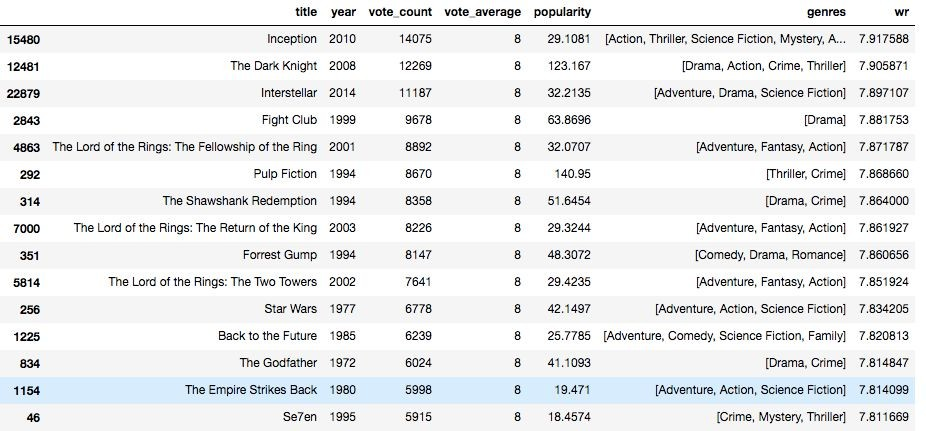 title year vote_count vote_average popularity genres wr
15480 Inception 2010 14075 8 29.1081 [Action, Thriller, Science Fiction, Mystery, A... 7.917588
12481 The Dark Knight 2008 12269 8 123.167 [Drama, Action, Crime, Thriller] 7.905871
22879 Interstellar 2014 11187 8 32.2135 [Adventure, Drama, Science Fiction] 7.897107
2843 Fight Club 1999 9678 8 63.8696 [Drama] 7.881753
4863 The Lord of the Rings: The Fellowship of the Ring 2001 8892 8 32.0707 [Adventure, Fantasy, Action] 7.871787
292 Pulp Fiction 1994 8670 8 140.95 [Thriller, Crime] 7.868660
314 The Shawshank Redemption 1994 8358 8 51.6454 [Drama, Crime] 7.864000
7000 The Lord of the Rings: The Return of the King 2003 8226 8 29.3244 [Adventure, Fantasy, Action] 7.861927
351 Forrest Gump 1994 8147 8 48.3072 [Comedy, Drama, Romance] 7.860656
5814 The Lord of the Rings: The Two Towers 2002 7641 8 29.4235 [Adventure, Fantasy, Action] 7.851924
256 Star Wars 1977 6778 8 42.1497 [Adventure, Action, Science Fiction] 7.834205
1225 Back to the Future 1985 6239 8 25.7785 [Adventure, Comedy, Science Fiction, Family] 7.820813
834 The Godfather 1972 6024 8 41.1093 [Drama, Crime] 7.814847
1154 The Empire Strikes Back 1980 5998 8 19.471 [Adventure, Action, Science Fiction] 7.814099
46 Se7en 1995 5915 8 18.4574 [Crime, Mystery, Thriller] 7.811669